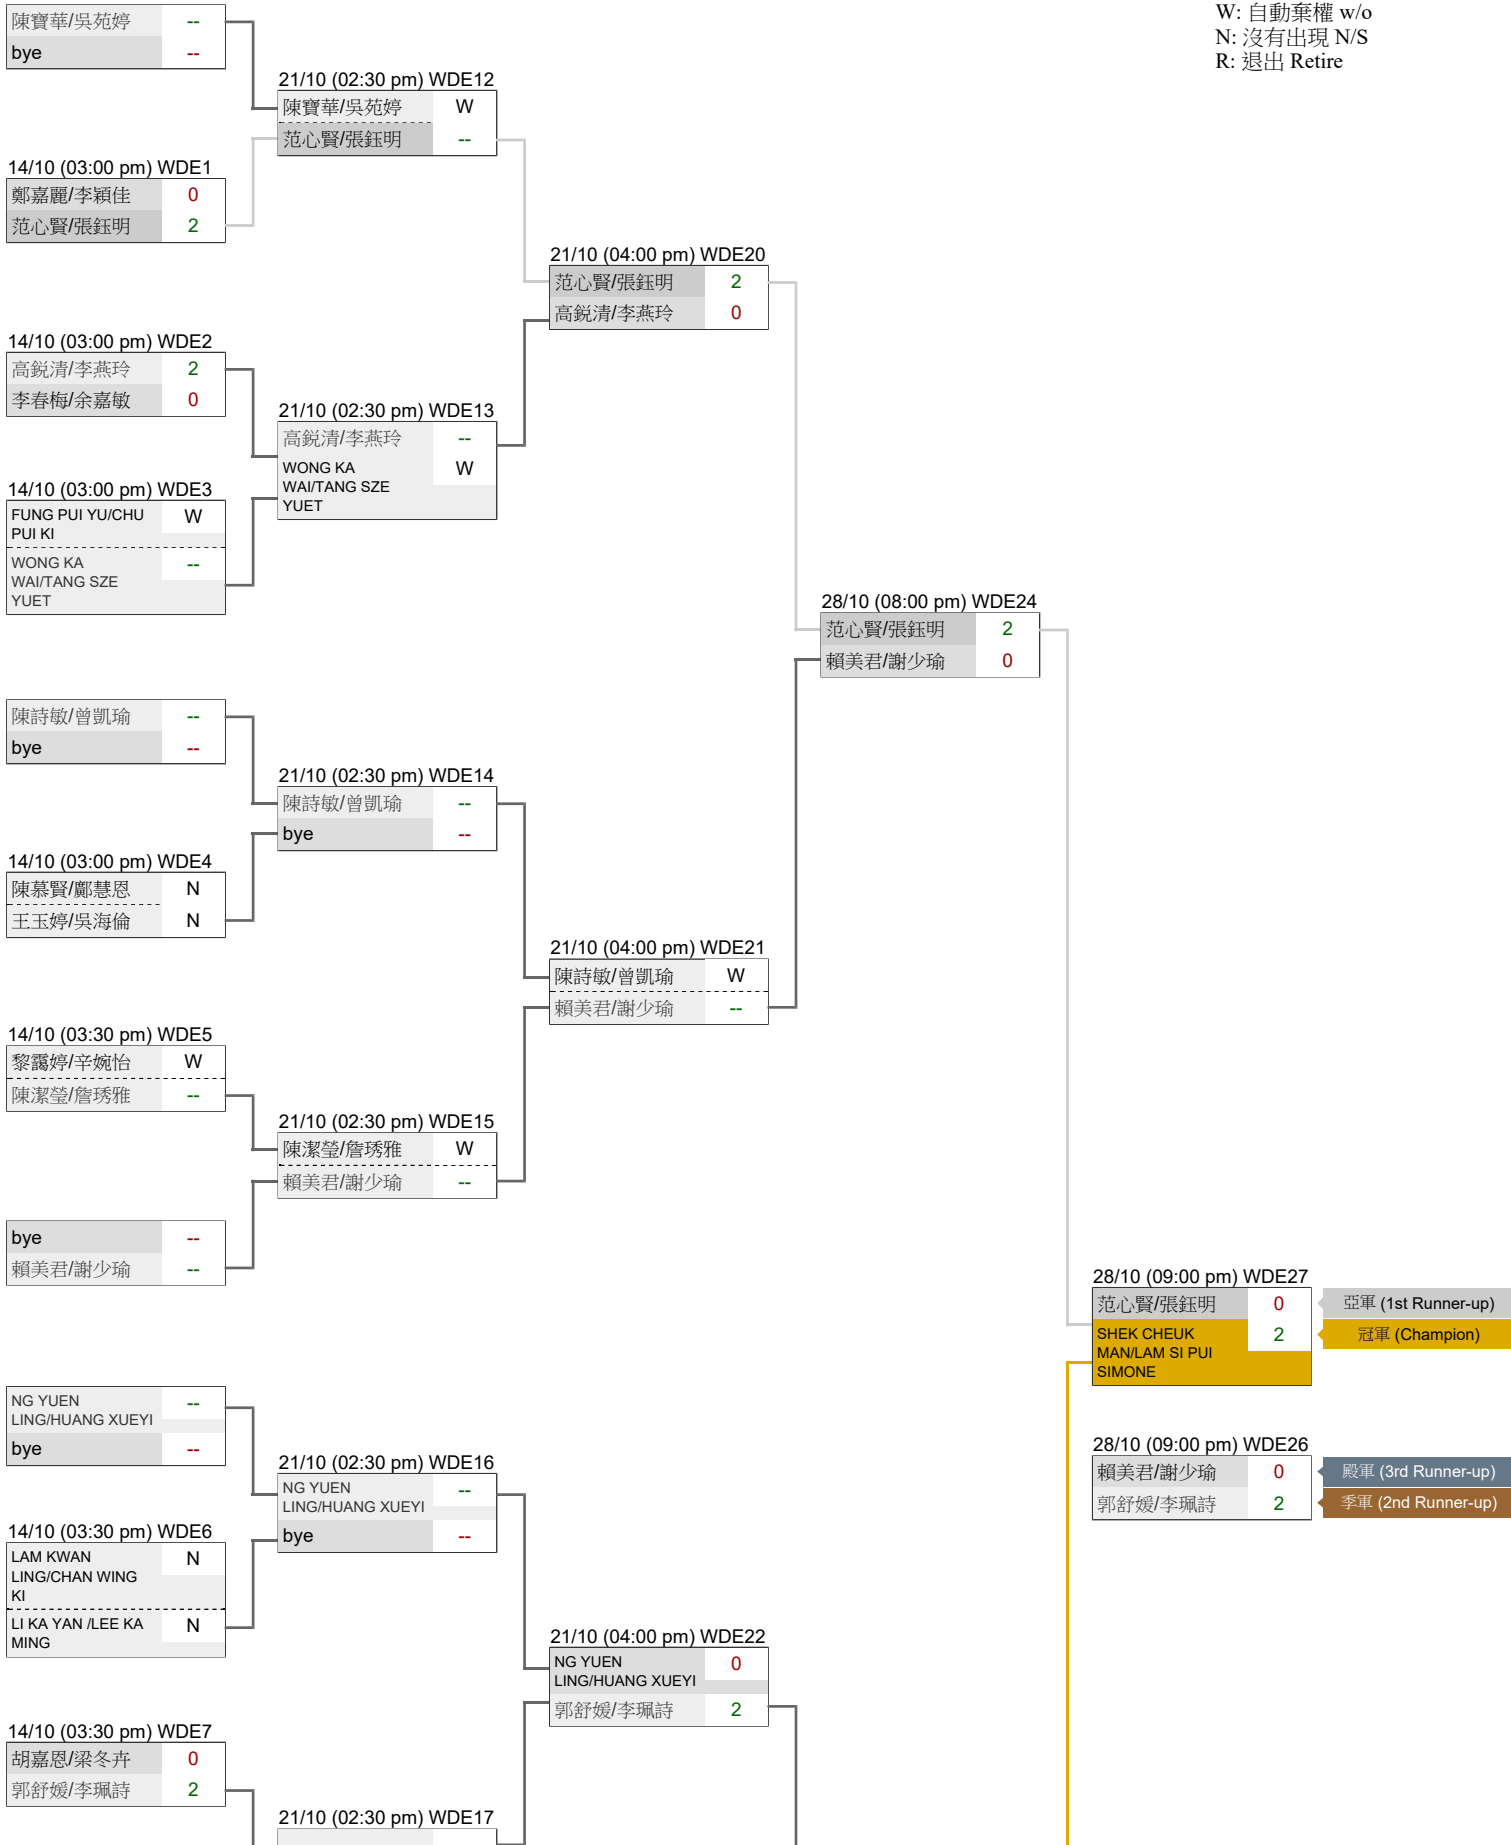 W: 自動棄權 w/o
N: 沒有出現 N/S
R: 退出 Retire
陳寶華/吳苑婷 --
bye --
21/10 (02:30 pm) WDE12
陳寶華/吳苑婷 W
范心賢/張鈺明 --
14/10 (03:00 pm) WDE1
鄭嘉麗/李穎佳 0
范心賢/張鈺明 2
21/10 (04:00 pm) WDE20
范心賢/張鈺明 2
高銳清/李燕玲 0
14/10 (03:00 pm) WDE2
高銳清/李燕玲 2
李春梅/余嘉敏 0
21/10 (02:30 pm) WDE13
高銳清/李燕玲 --
WONG KA W
WAI/TANG SZE
YUET
14/10 (03:00 pm) WDE3
FUNG PUI YU/CHU W
PUI KI
WONG KA --
WAI/TANG SZE
YUET
28/10 (08:00 pm) WDE24
范心賢/張鈺明 2
賴美君/謝少瑜 0
陳詩敏/曾凱瑜 --
bye --
21/10 (02:30 pm) WDE14
陳詩敏/曾凱瑜 --
bye --
14/10 (03:00 pm) WDE4
陳慕賢/鄺慧恩 N
王玉婷/吳海倫 N
21/10 (04:00 pm) WDE21
陳詩敏/曾凱瑜 W
賴美君/謝少瑜 --
14/10 (03:30 pm) WDE5
黎靄婷/辛婉怡 W
陳潔瑩/詹琇雅 --
21/10 (02:30 pm) WDE15
陳潔瑩/詹琇雅 W
賴美君/謝少瑜 --
bye --
賴美君/謝少瑜 --
28/10 (09:00 pm) WDE27
范心賢/張鈺明 0 亞軍 (1st Runner-up)
SHEK CHEUK 2 冠軍 (Champion)
MAN/LAM SI PUI
SIMONE
NG YUEN --
LING/HUANG XUEYI
bye --
28/10 (09:00 pm) WDE26
賴美君/謝少瑜 0 殿軍 (3rd Runner-up)
郭舒媛/李珮詩 2 季軍 (2nd Runner-up)
21/10 (02:30 pm) WDE16
NG YUEN --
LING/HUANG XUEYI
bye --
14/10 (03:30 pm) WDE6
LAM KWAN N
LING/CHAN WING
KI
LI KA YAN /LEE KA N
MING
21/10 (04:00 pm) WDE22
NG YUEN 0
LING/HUANG XUEYI
郭舒媛/李珮詩 2
14/10 (03:30 pm) WDE7
胡嘉恩/梁冬卉 0
郭舒媛/李珮詩 2
21/10 (02:30 pm) WDE17